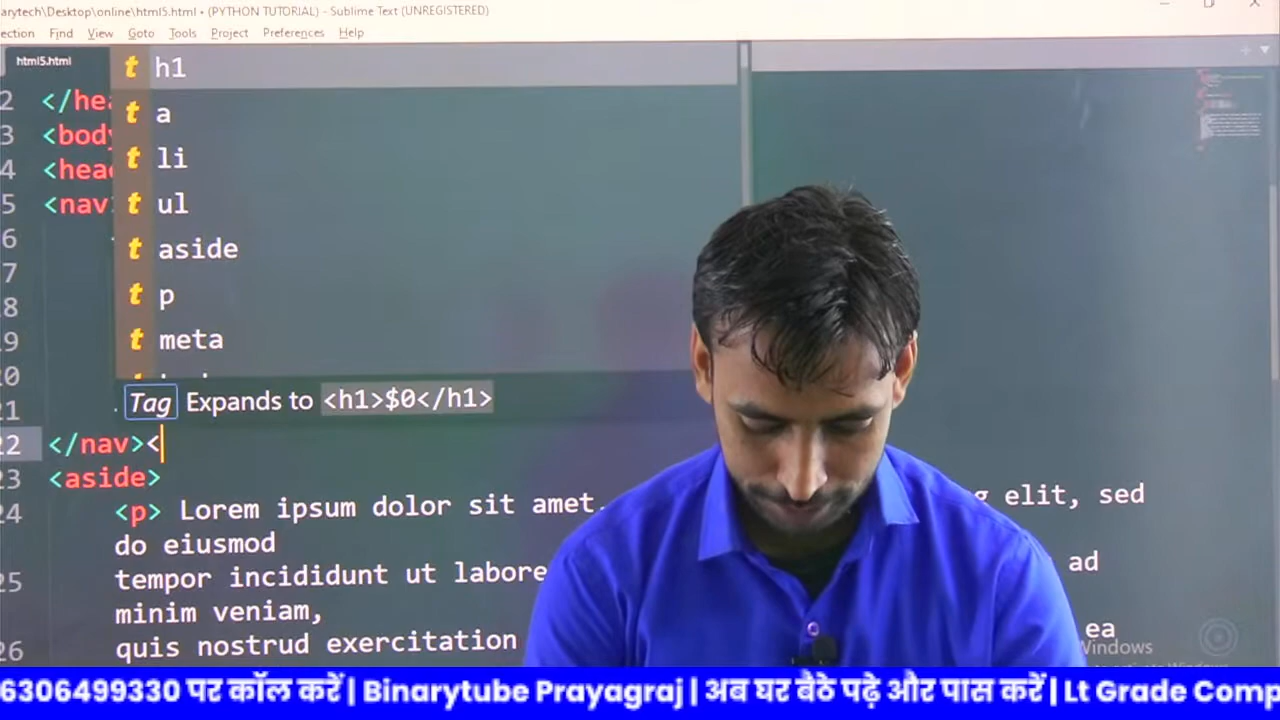 arytech\Desktop\online\html5.html • (PYTHON TUTORIAL) - Sublime Text (UNREGISTERED)
ection Find View Goto Tools Project Preferences Help
html5.html
t h1
t a
t li
t ul
t aside
t p
t meta
Tag Expands to <h1>$0</h1>
2 </hea
3 <body
4 <head
5 <nav
6
7
8
19
20
21
22 </nav><
23 <aside>
24 <p> Lorem ipsum dolor sit amet, g elit, sed
do eiusmod
25 tempor incididunt ut labore ad
minim veniam,
26 quis nostrud exercitation ea
Windows
6306499330 पर कॉल करें | Binarytube Prayagraj | अब घर बैठे पढ़े और पास करें | Lt Grade Comp